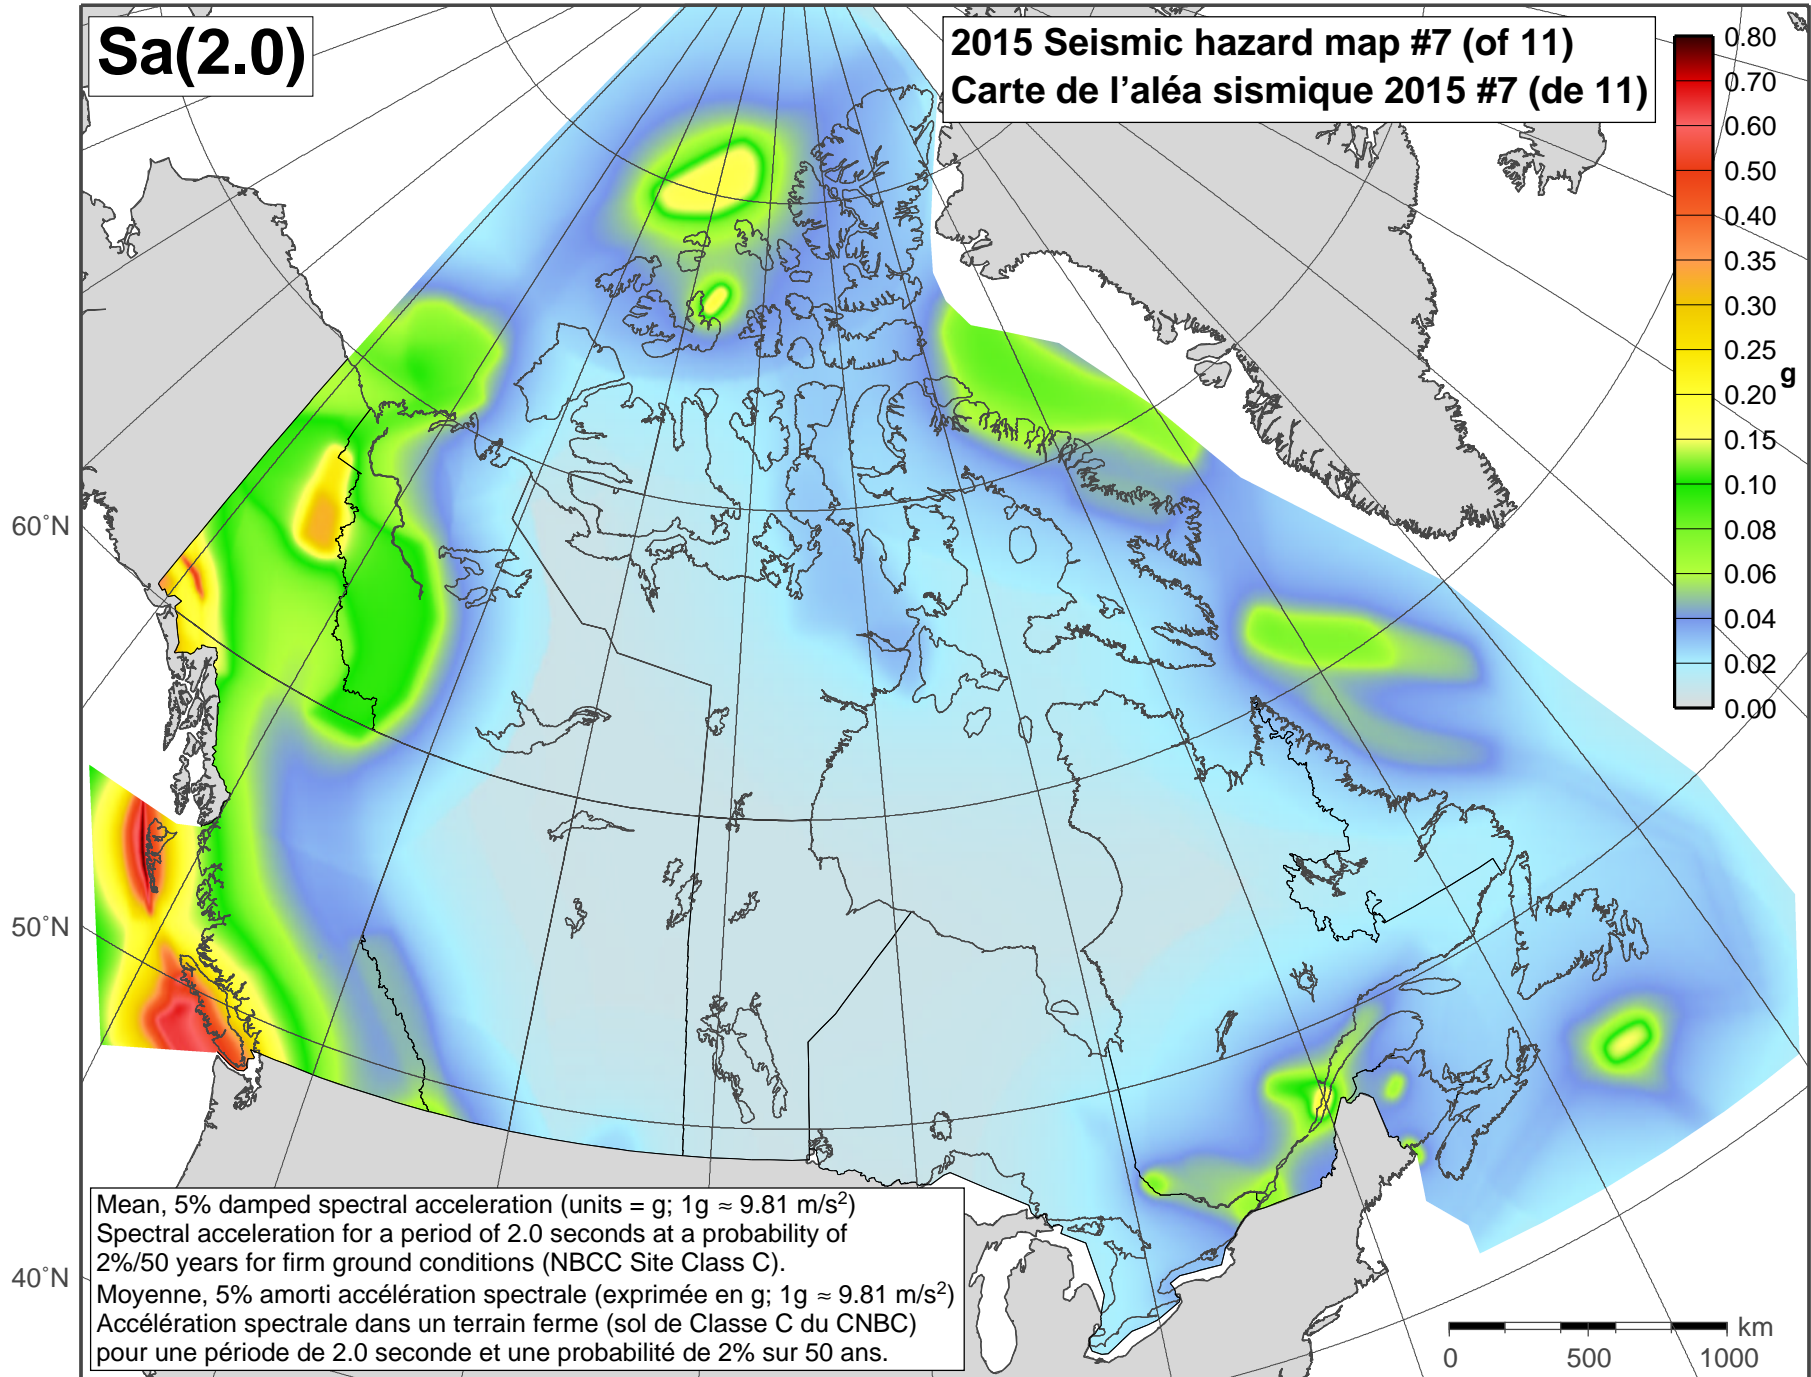 Sa(2.0)
2015 Seismic hazard map #7 (of 11)
Carte de l'aléa sismique 2015 #7 (de 11)
0.80
0.70
0.60
0.50
0.40
0.35
0.30
0.25
g
0.20
0.15
0.10
0.08
0.06
0.04
0.02
0.00
60°N
50°N
40°N
Mean, 5% damped spectral acceleration (units = g; 1g ≈ 9.81 m/s²)
Spectral acceleration for a period of 2.0 seconds at a probability of
2%/50 years for firm ground conditions (NBCC Site Class C).
Moyenne, 5% amorti accélération spectrale (exprimée en g; 1g ≈ 9.81 m/s²)
Accélération spectrale dans un terrain ferme (sol de Classe C du CNBC)
pour une période de 2.0 seconde et une probabilité de 2% sur 50 ans.
km
0 500 1000